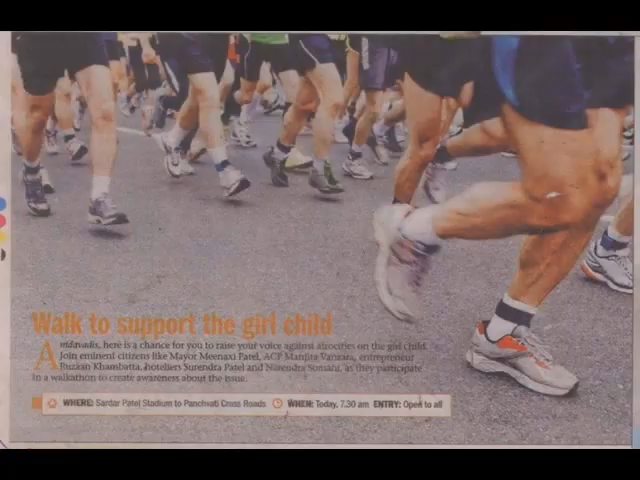 Walk to support the girl child
Amdavadis, here is a chance for you to raise your voice against atrocities on the girl child.
Join eminent citizens like Mayor Meenaxi Patel, ACP Manjita Vanzara, entrepreneur
Ruzion Khambatta, hoteliers Surendra Patel and Narendra Somani, as they participate
in a walkathon to create awareness about the issue.
WHERE: Sardar Patel Stadium to Panchvati Cross Roads WHEN: Today, 7.30 am ENTRY: Open to all